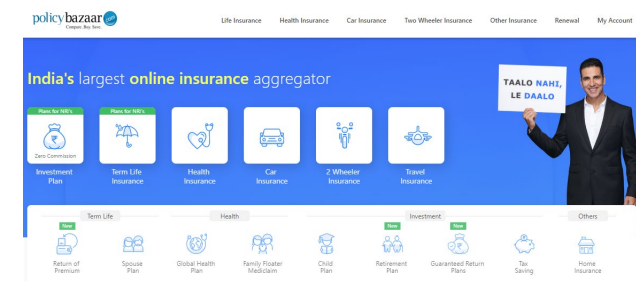 policybazaar.com
Compare. Buy. Save.
Life Insurance Health Insurance Car Insurance Two Wheeler Insurance Other Insurance Renewal My Account
India's largest online insurance aggregator
TAALO NAHI,
LE DAALO
Plans for NRI's Plans for NRI's
₹
Zero Commission
Investment Term Life Health Car 2 Wheeler Travel
Plan Insurance Insurance Insurance Insurance Insurance
Term Life Health Investment Others
New New New
₹
Return of Spouse Global Health Family Floater Child Retirement Guaranteed Return Tax Home
Premium Plan Plan Mediclaim Plan Plan Plans Saving Insurance